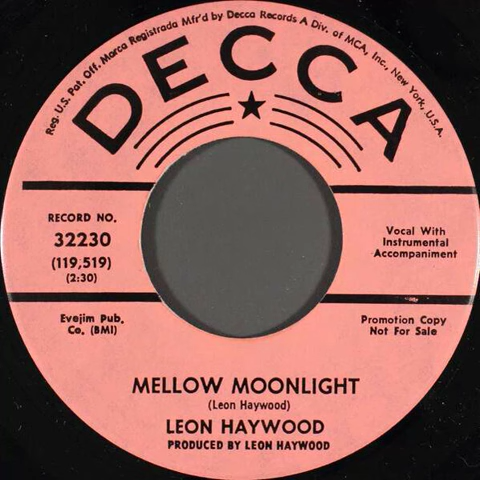 Reg. U.S. Pat. Off. Marca Registrada Mfr'd by Decca Records A Div. of MCA, Inc., New York, U.S.A.
DECCA
RECORD NO.
32230
(119,519)
(2:30)
Vocal With
Instrumental
Accompaniment
Evejim Pub.
Co. (BMI)
Promotion Copy
Not For Sale
MELLOW MOONLIGHT
(Leon Haywood)
LEON HAYWOOD
PRODUCED BY LEON HAYWOOD